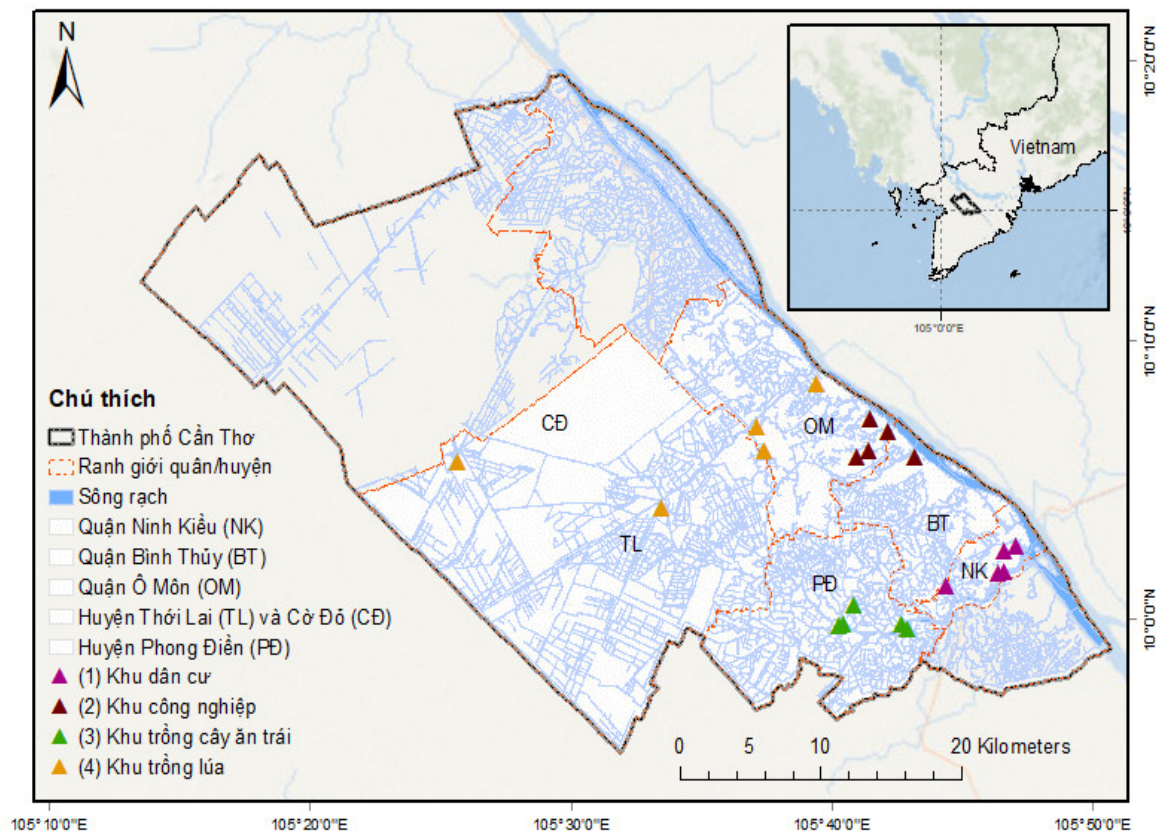 N
Vietnam
10°0'0"N
105°0'0"E
10°20'0"N
10°10'0"N
10°0'0"N
CĐ
OM
TL
BT
PĐ
NK
Chú thích
Thành phố Cần Thơ
Ranh giới quận/huyện
Sông rạch
Quận Ninh Kiều (NK)
Quận Bình Thủy (BT)
Quận Ô Môn (OM)
Huyện Thới Lai (TL) và Cờ Đỏ (CĐ)
Huyện Phong Điền (PĐ)
(1) Khu dân cư
(2) Khu công nghiệp
(3) Khu trồng cây ăn trái
(4) Khu trồng lúa
0 5 10 20 Kilometers
105°10'0"E 105°20'0"E 105°30'0"E 105°40'0"E 105°50'0"E